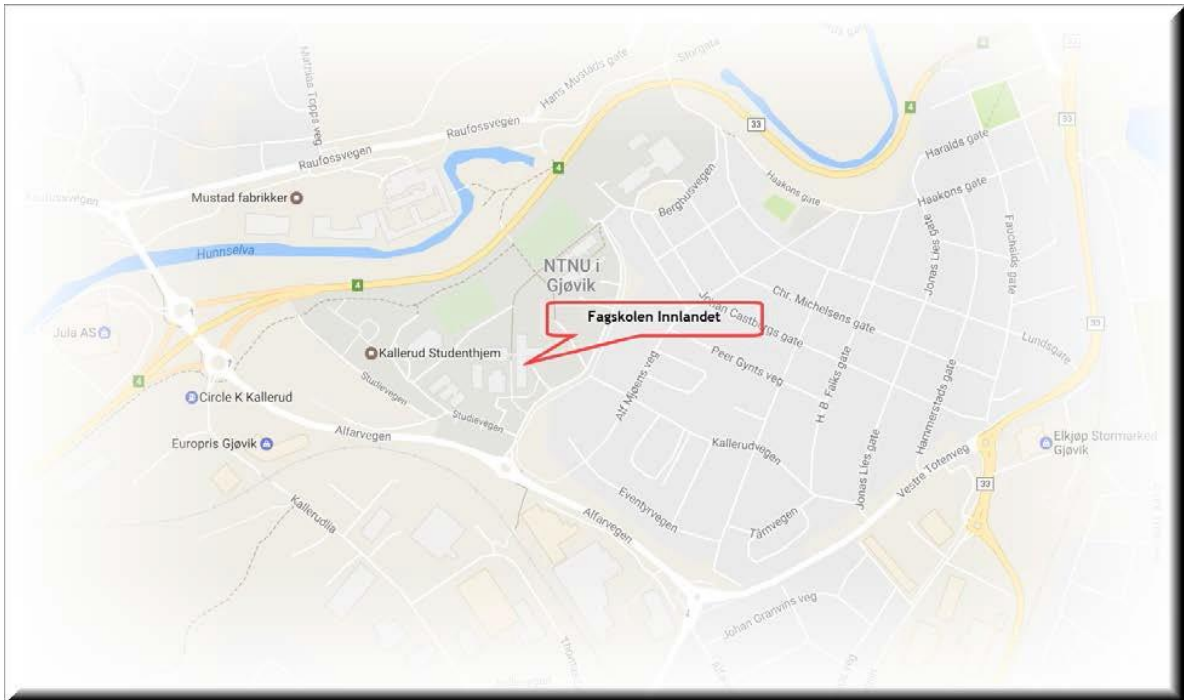 Mathias Topps veg
Hans Mustads gate
Storgata
Raufossvegen
Raufossvegen
4
33
4
33
Haralds gate
Haakons gate
Haakons gate
33
Mustad fabrikker
4
Berghusvegen
Fauchalds gate
Jonas Lies gate
Hunnselva
4
NTNU i
Gjøvik
Chr. Michelsens gate
Johan Castbergs gate
Fagskolen Innlandet
Jula AS
33
Lundsgate
Kallerud Studenthjem
Peer Gynts veg
4
Studievegen
Alf Mjøens veg
H. B. Falks gate
Hammerstads gate
Circle K Kallerud
Studievegen
Alfarvegen
Europris Gjøvik
Kallerudvegen
Jonas Lies gate
Vestre Totenveg
Elkjøp Stormarked
Gjøvik
33
Kallerudlia
Eventyrvegen
Alfarvegen
Tårnvegen
Johan Granvins veg